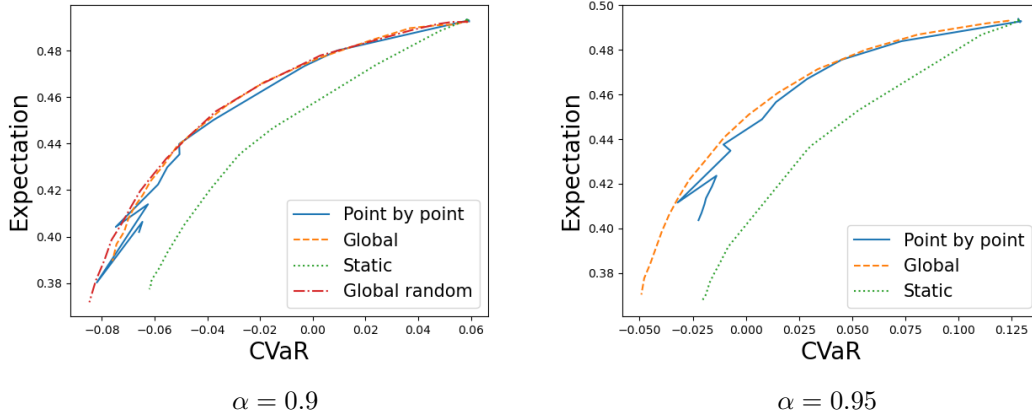 Expectation
0.48
0.46
0.44
0.42
0.40
0.38
−0.08
−0.06
−0.04
−0.02
0.00
0.02
0.04
0.06
CVaR
Point by point
Global
Static
Global random
α = 0.9
Expectation
0.50
0.48
0.46
0.44
0.42
0.40
0.38
−0.050
−0.025
0.000
0.025
0.050
0.075
0.100
0.125
CVaR
Point by point
Global
Static
α = 0.95